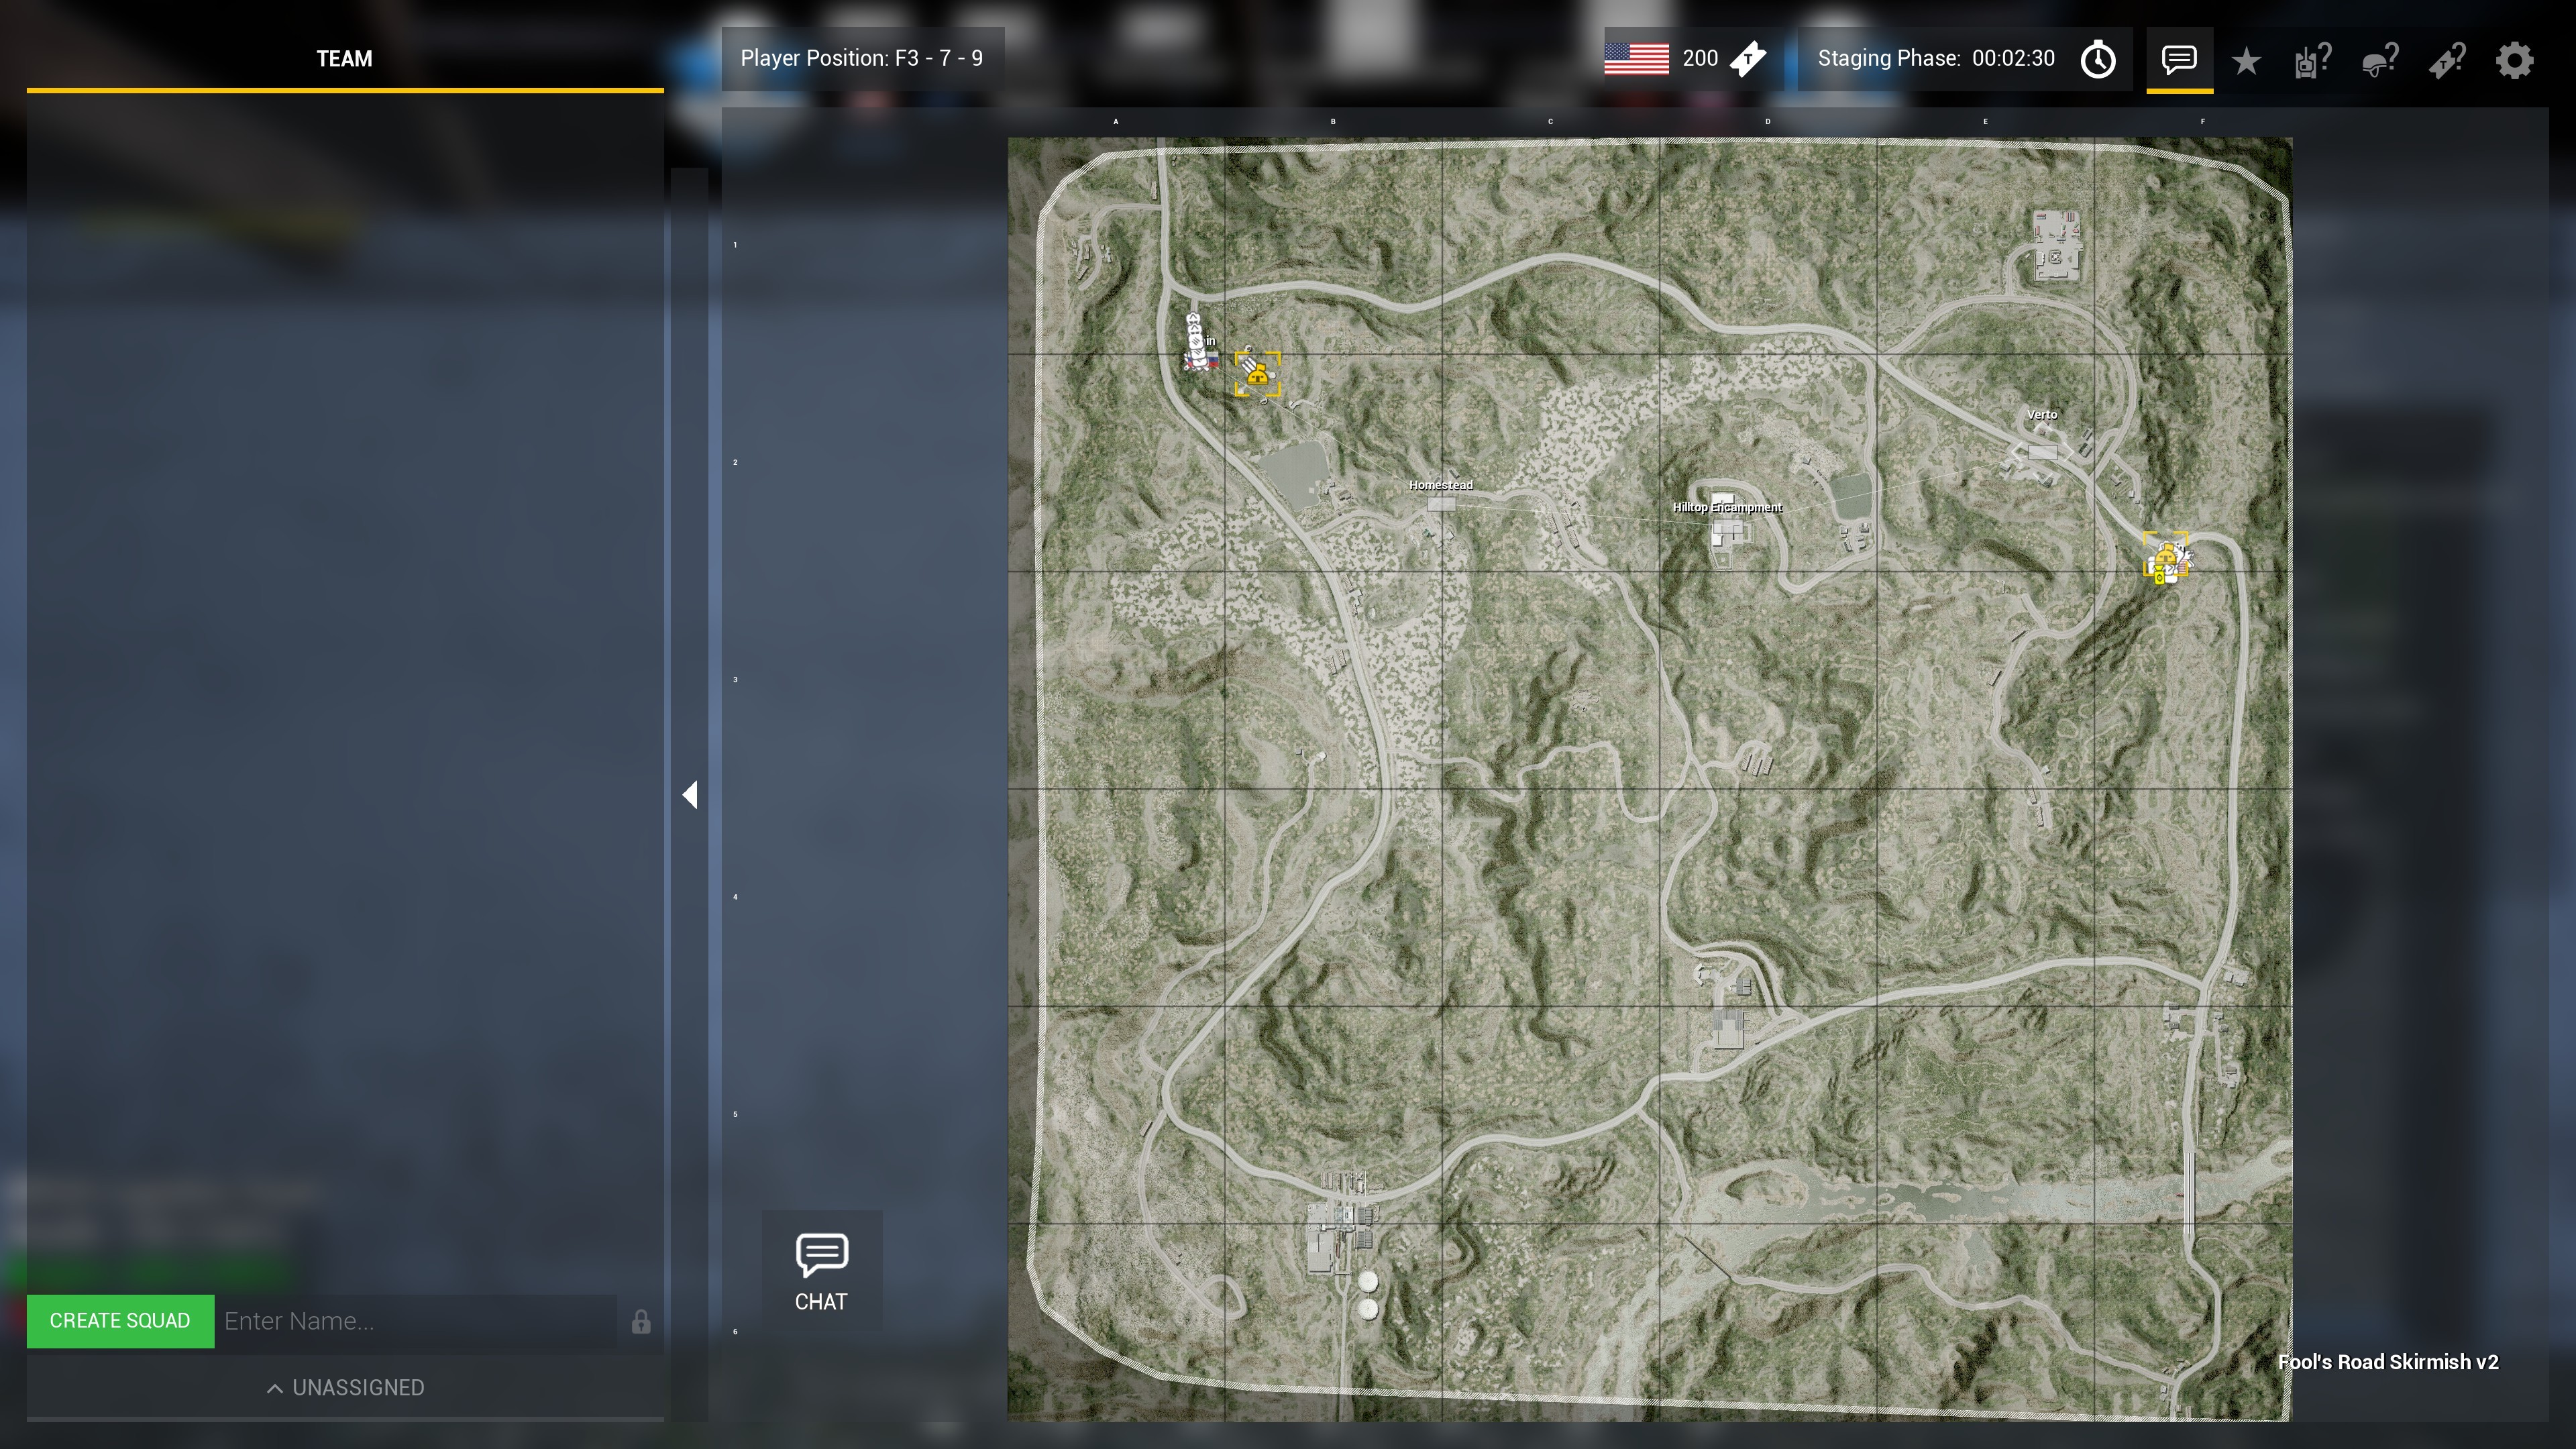 TEAM
Player Position: F3 - 7 - 9
200
T
Staging Phase: 00:02:30
?
?
T?
A B C D E F
1
in
Verto
2
Homestead
Hilltop Encampment
3
4
5
CHAT
6
CREATE SQUAD
Enter Name...
Fool's Road Skirmish v2
UNASSIGNED